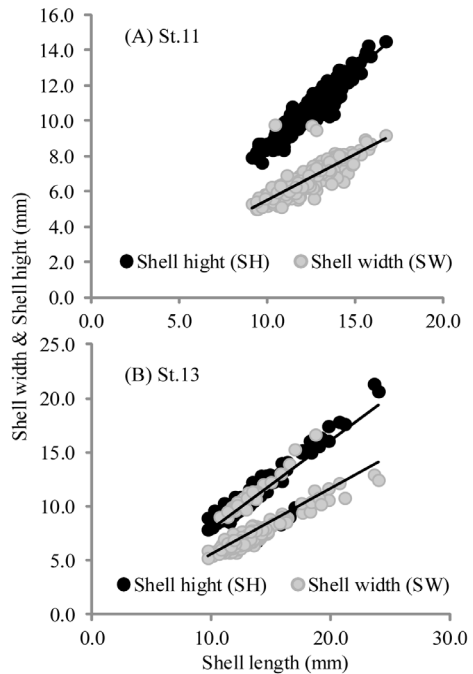 Shell width & Shell hight (mm)
16.0
(A) St.11
14.0
12.0
10.0
8.0
6.0
4.0
2.0
Shell hight (SH) Shell width (SW)
0.0
0.0 5.0 10.0 15.0 20.0
25.0
(B) St.13
20.0
15.0
10.0
5.0
Shell hight (SH) Shell width (SW)
0.0
0.0 10.0 20.0 30.0
Shell length (mm)